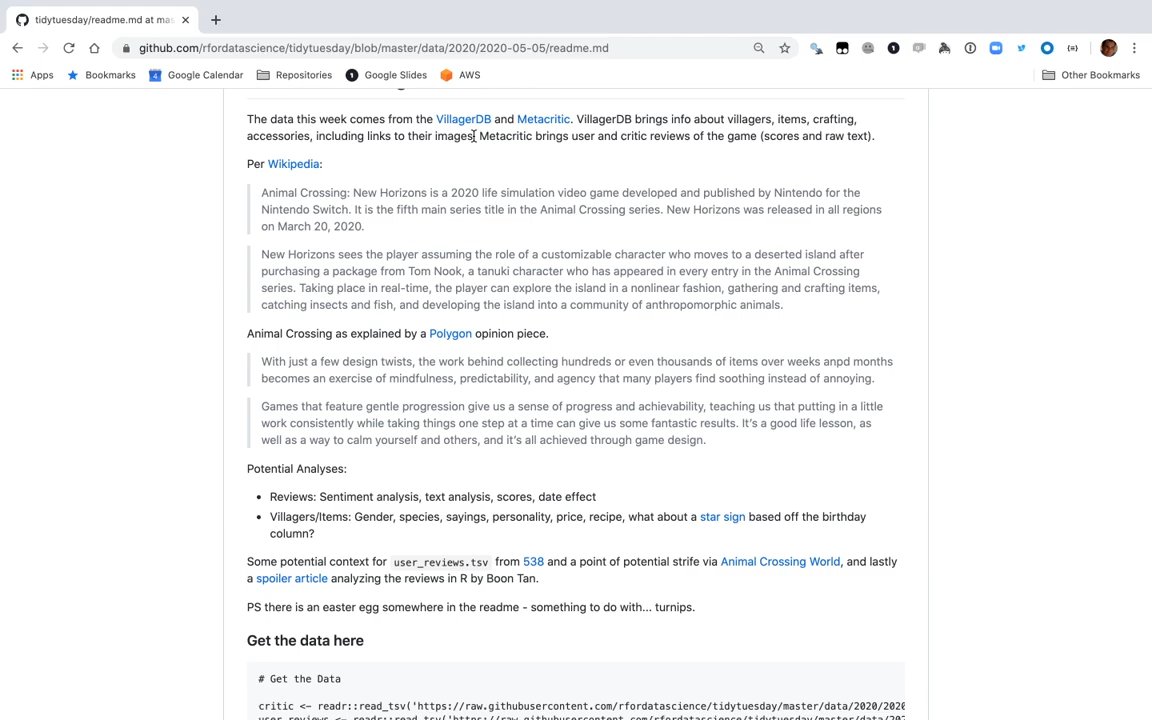 tidytuesday/readme.md at mas
github.com/rfordatascience/tidytuesday/blob/master/data/2020/2020-05-05/readme.md
Apps Bookmarks Google Calendar Repositories Google Slides AWS Other Bookmarks
The data this week comes from the VillagerDB and Metacritic. VillagerDB brings info about villagers, items, crafting,
accessories, including links to their images. Metacritic brings user and critic reviews of the game (scores and raw text).
Per Wikipedia:
Animal Crossing: New Horizons is a 2020 life simulation video game developed and published by Nintendo for the
Nintendo Switch. It is the fifth main series title in the Animal Crossing series. New Horizons was released in all regions
on March 20, 2020.
New Horizons sees the player assuming the role of a customizable character who moves to a deserted island after
purchasing a package from Tom Nook, a tanuki character who has appeared in every entry in the Animal Crossing
series. Taking place in real-time, the player can explore the island in a nonlinear fashion, gathering and crafting items,
catching insects and fish, and developing the island into a community of anthropomorphic animals.
Animal Crossing as explained by a Polygon opinion piece.
With just a few design twists, the work behind collecting hundreds or even thousands of items over weeks anpd months
becomes an exercise of mindfulness, predictability, and agency that many players find soothing instead of annoying.
Games that feature gentle progression give us a sense of progress and achievability, teaching us that putting in a little
work consistently while taking things one step at a time can give us some fantastic results. It's a good life lesson, as
well as a way to calm yourself and others, and it's all achieved through game design.
Potential Analyses:
• Reviews: Sentiment analysis, text analysis, scores, date effect
• Villagers/Items: Gender, species, sayings, personality, price, recipe, what about a star sign based off the birthday
column?
Some potential context for user_reviews.tsv from 538 and a point of potential strife via Animal Crossing World, and lastly
a spoiler article analyzing the reviews in R by Boon Tan.
PS there is an easter egg somewhere in the readme - something to do with... turnips.
Get the data here
# Get the Data
critic <- readr::read_tsv('https://raw.githubusercontent.com/rfordatascience/tidytuesday/master/data/2020/2020
user_reviews <- readr::read_tsv('https://raw.githubusercontent.com/rfordatascience/tidytuesday/master/data/202